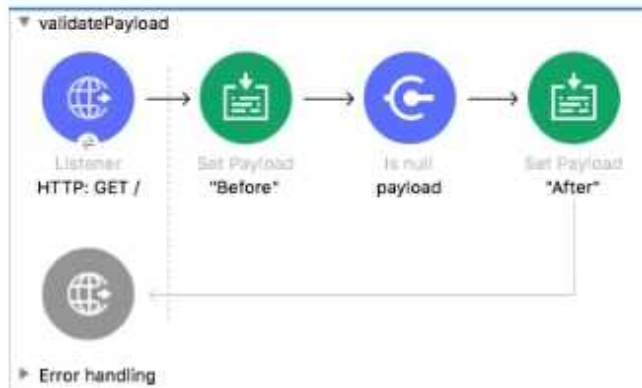 validatePayload
Listener
HTTP: GET /
Set Payload
"Before"
Is null
payload
Set Payload
"After"
Error handling